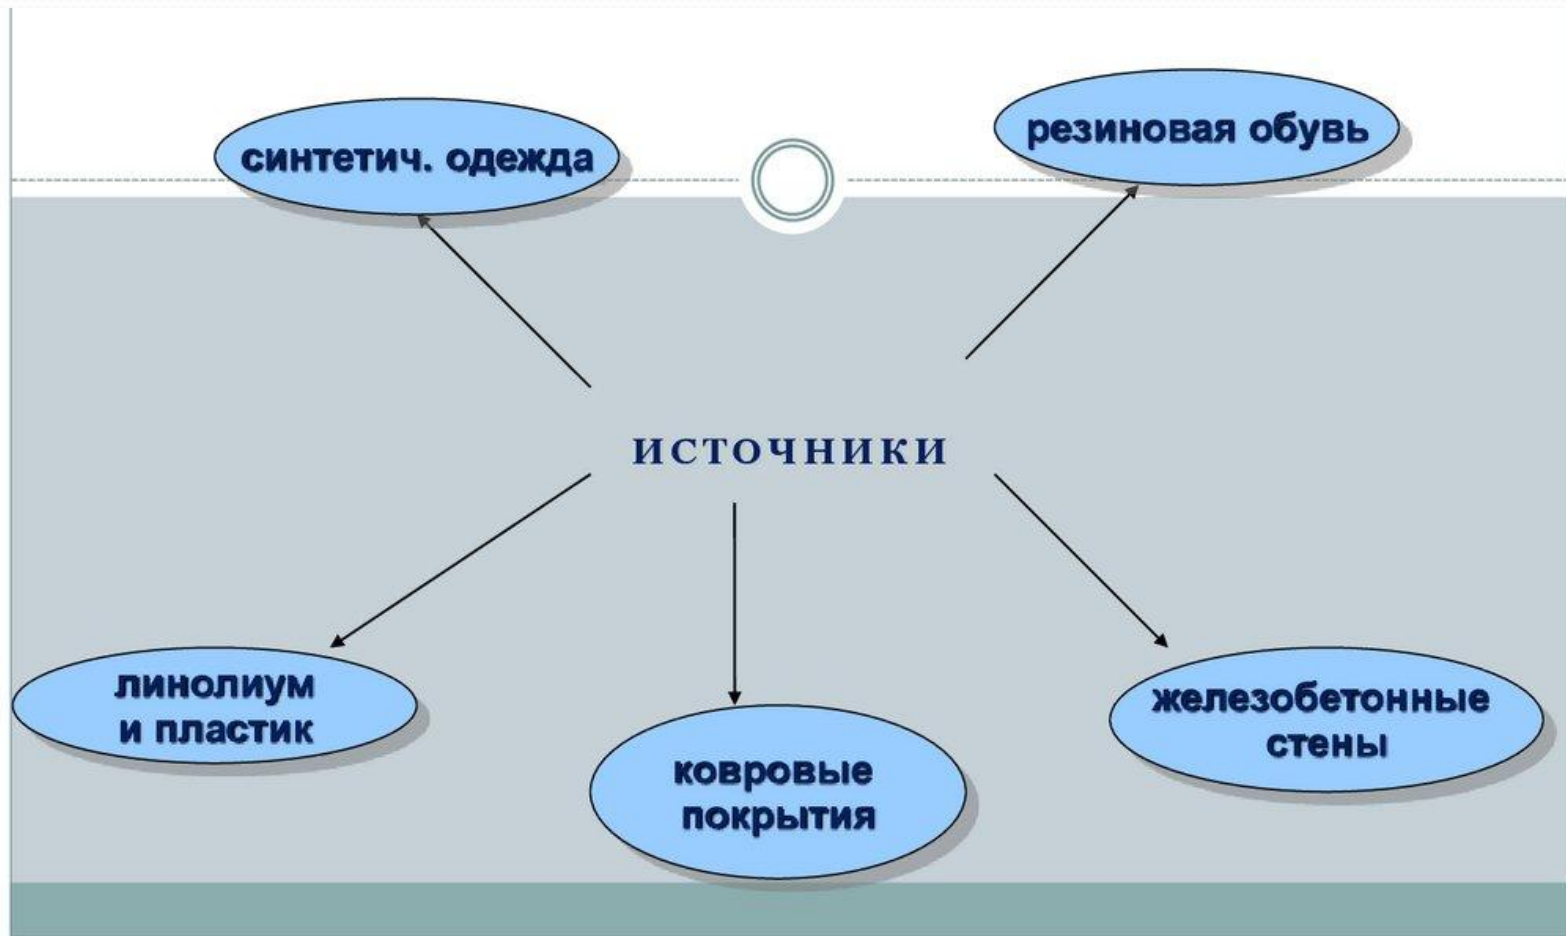 синтетич. одежда
резиновая обувь
ИСТОЧНИКИ
линолиум
и пластик
ковровые
покрытия
железобетонные
стены